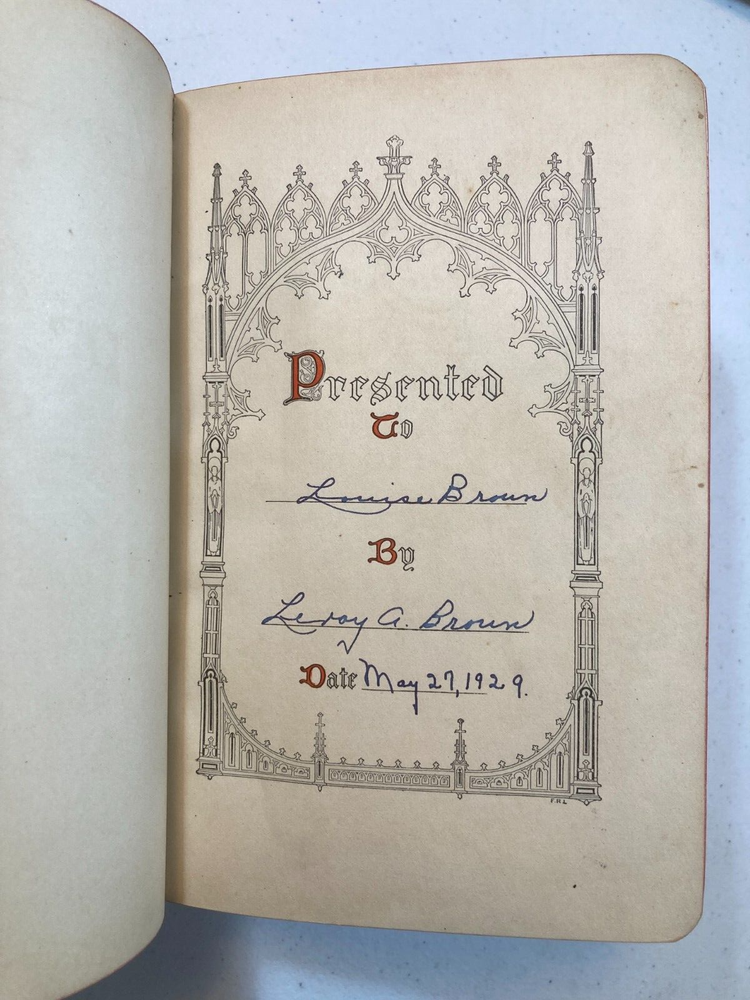 Presented
To
Louise Brown
By
Leroy A. Brown
Date May 27, 1929.
F.R.L